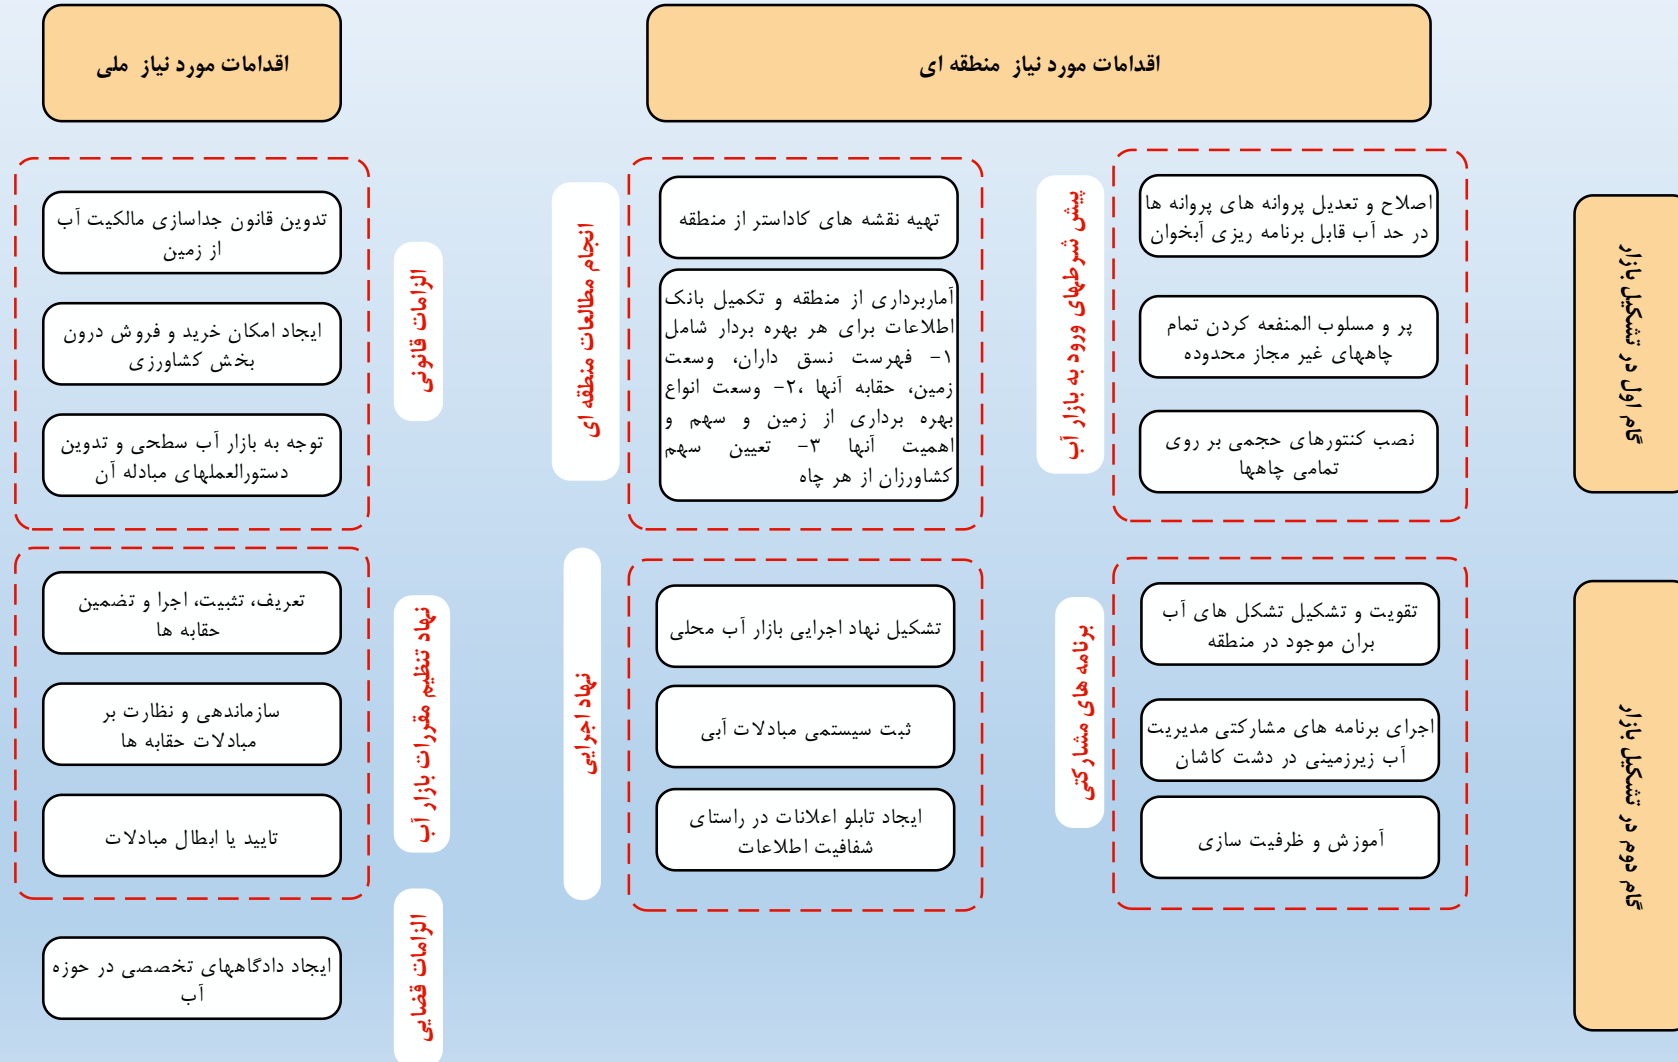 اقدامات مورد نیاز منطقه ای
اقدامات مورد نیاز ملی
گام اول در تشکیل بازار
پیش شرطهای ورود به بازار آب
اصلاح و تعدیل پروانه های پروانه ها
در حد آب قابل برنامه ریزی آبخوان
پر و مسلوب المنفعه کردن تمام
چاههای غیر مجاز محدوده
نصب کنتورهای حجمی بر روی
تمامی چاهها
انجام مطالعات منطقه ای
تهیه نقشه های کاداستر از منطقه
آماربرداری از منطقه و تکمیل بانک
اطلاعات برای هر بهره بردار شامل
۱- فهرست نسق داران، وسعت
زمین، حقابه آنها ،۲- وسعت انواع
بهره برداری از زمین و سهم و
اهمیت آنها ۳- تعیین سهم
کشاورزان از هر چاه
الزامات قانونی
تدوین قانون جداسازی مالکیت آب
از زمین
ایجاد امکان خرید و فروش درون
بخش کشاورزی
توجه به بازار آب سطحی و تدوین
دستورالعملهای مبادله آن
گام دوم در تشکیل بازار
برنامه های مشارکتی
تقویت و تشکیل تشکل های آب
بران موجود در منطقه
اجرای برنامه های مشارکتی مدیریت
آب زیرزمینی در دشت کاشان
آموزش و ظرفیت سازی
نهاد اجرایی
تشکیل نهاد اجرایی بازار آب محلی
ثبت سیستمی مبادلات آبی
ایجاد تابلو اعلانات در راستای
شفافیت اطلاعات
نهاد تنظیم مقررات بازار آب
تعریف، تثبیت، اجرا و تضمین
حقابه ها
سازماندهی و نظارت بر
مبادلات حقابه ها
تایید یا ابطال مبادلات
الزامات قضایی
ایجاد دادگاههای تخصصی در حوزه
آب